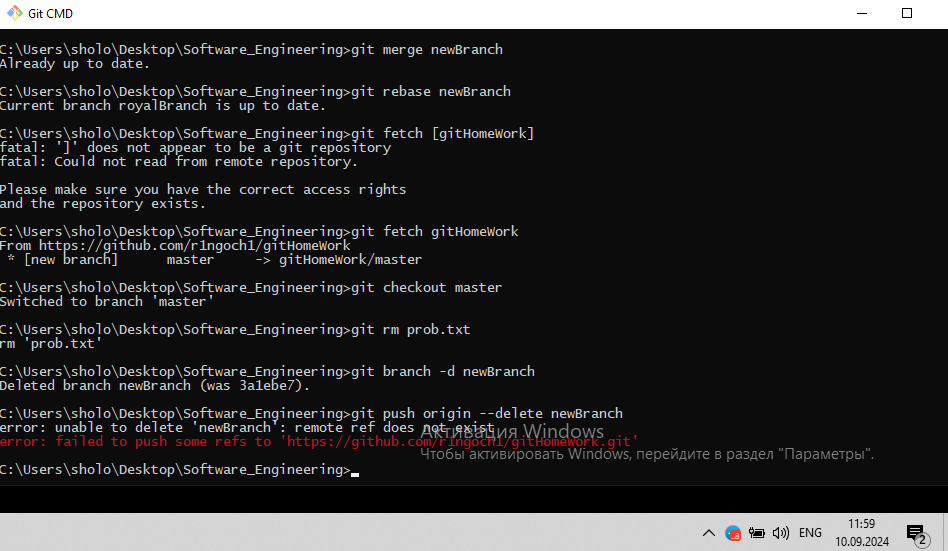 Git CMD
C:\Users\sholo\Desktop\Software_Engineering>git merge newBranch
Already up to date.
C:\Users\sholo\Desktop\Software_Engineering>git rebase newBranch
Current branch royalBranch is up to date.
C:\Users\sholo\Desktop\Software_Engineering>git fetch [gitHomeWork]
fatal: ']' does not appear to be a git repository
fatal: Could not read from remote repository.
Please make sure you have the correct access rights
and the repository exists.
C:\Users\sholo\Desktop\Software_Engineering>git fetch gitHomeWork
From https://github.com/r1ngoch1/gitHomeWork
 * [new branch]      master     -> gitHomeWork/master
C:\Users\sholo\Desktop\Software_Engineering>git checkout master
Switched to branch 'master'
C:\Users\sholo\Desktop\Software_Engineering>git rm prob.txt
rm 'prob.txt'
C:\Users\sholo\Desktop\Software_Engineering>git branch -d newBranch
Deleted branch newBranch (was 3a1ebe7).
C:\Users\sholo\Desktop\Software_Engineering>git push origin --delete newBranch
error: unable to delete 'newBranch': remote ref does not exist
error: failed to push some refs to 'https://github.com/r1ngoch1/gitHomeWork.git'
C:\Users\sholo\Desktop\Software_Engineering>
Активация Windows
Чтобы активировать Windows, перейдите в раздел "Параметры".
ENG
11:59
10.09.2024
2